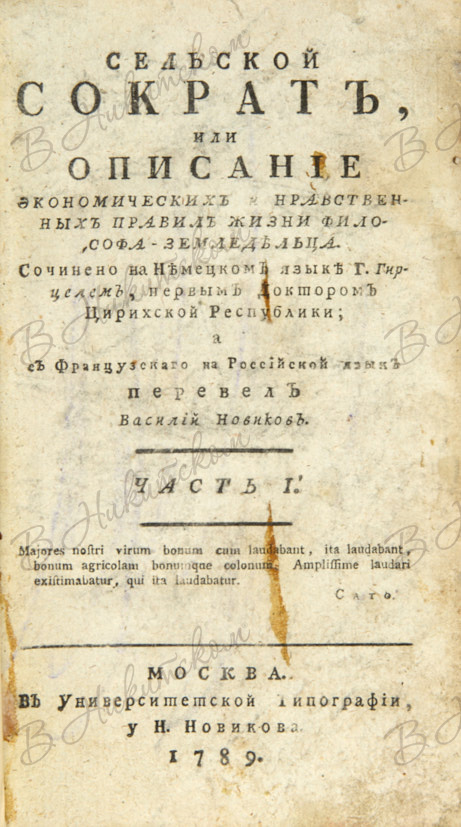 СЕЛЬСКОЙ
СОКРАТЪ,
ИЛИ
ОПИСАНІЕ
ЭКОНОМИЧЕСКИХЪ и НРАВСТВЕН-
НЫХЪ ПРАВИЛЪ ЖИЗНИ ФИЛО-
СОФА-ЗЕМЛЕДѢЛЬЦА.
Сочинено на Нѣмецкомъ языкѣ Г. Гир-
целемъ, первымъ Докторомъ
Цирихской Республики;
а
съ Французскаго на Россійской языкъ
перевелъ
Василій Новиковъ.
ЧАСТЬ I.
Majores nostri virum bonum cum laudabant, ita laudabant,
bonum agricolam bonumque colonum. Amplissime laudari
existimabatur, qui ita laudabatur.
Cato.
МОСКВА.
Въ Университетской Типографіи,
у Н. Новикова
1789.
В. Никитском